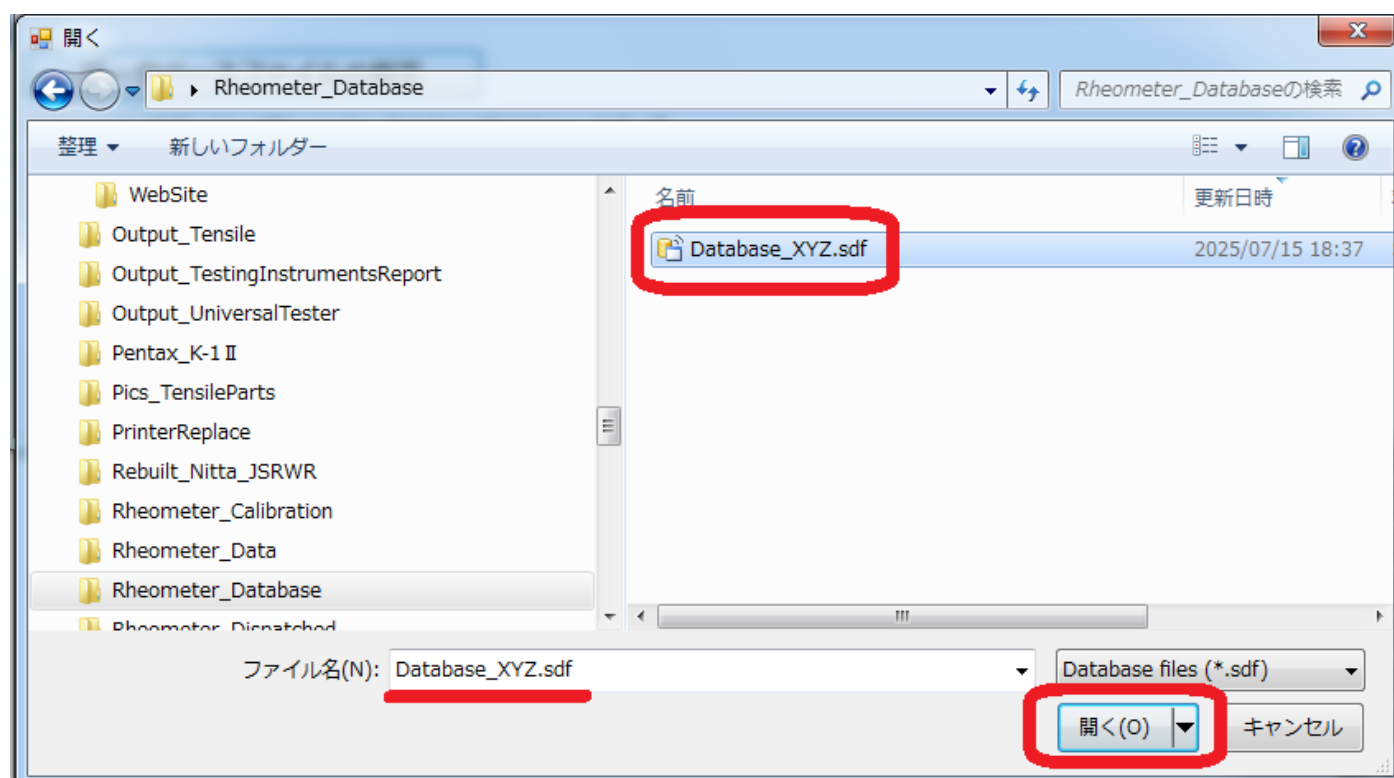 開く
Rheometer_Database
Rheometer_Databaseの検索
整理
新しいフォルダー
WebSite
Output_Tensile
Output_TestingInstrumentsReport
Output_UniversalTester
Pentax_K-1Ⅱ
Pics_TensileParts
PrinterReplace
Rebuilt_Nitta_JSRWR
Rheometer_Calibration
Rheometer_Data
Rheometer_Database
Rheometer_Dispatched
名前
更新日時
Database_XYZ.sdf
2025/07/15 18:37
ファイル名(N):
Database_XYZ.sdf
Database files (*.sdf)
開く(O)
キャンセル